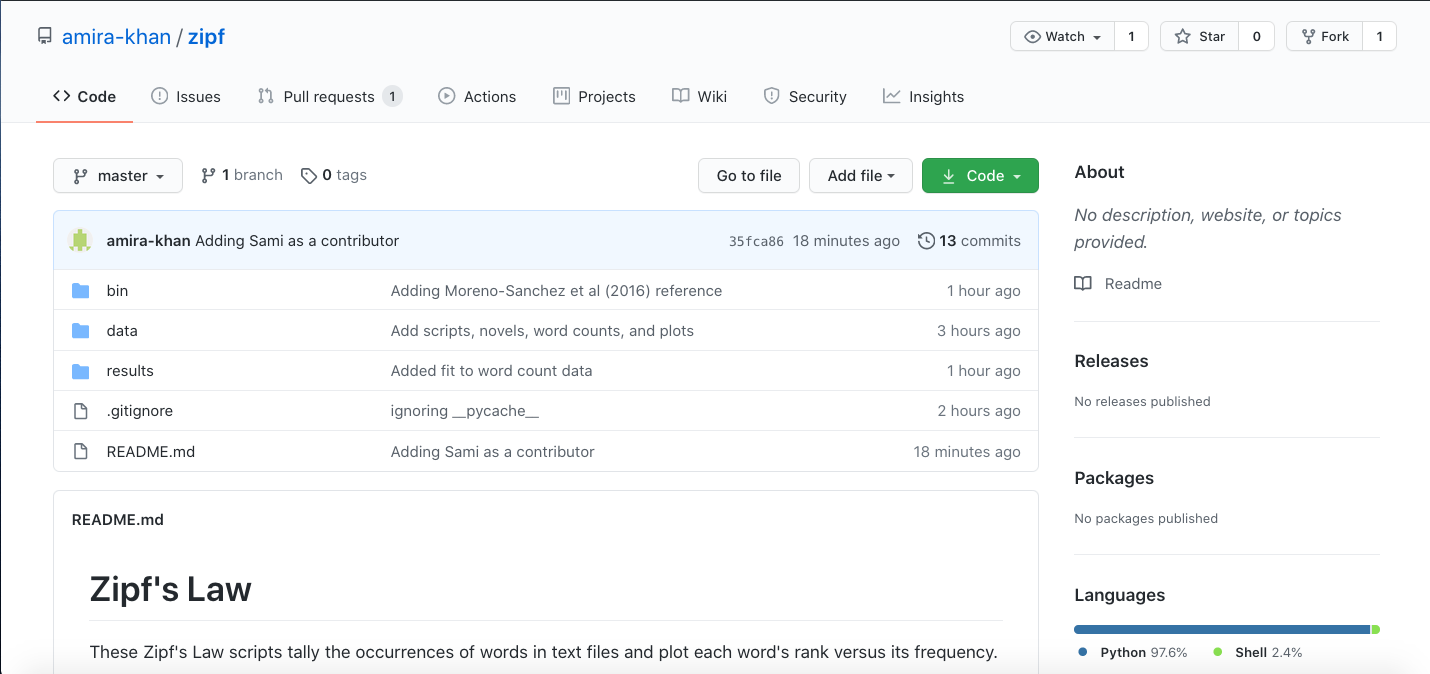 amira-khan / zipf
Watch 1 Star 0 Fork 1
Code Issues Pull requests 1 Actions Projects Wiki Security Insights
master 1 branch 0 tags Go to file Add file Code
amira-khan Adding Sami as a contributor 35fca86 18 minutes ago 13 commits
bin Adding Moreno-Sanchez et al (2016) reference 1 hour ago
data Add scripts, novels, word counts, and plots 3 hours ago
results Added fit to word count data 1 hour ago
.gitignore ignoring __pycache__ 2 hours ago
README.md Adding Sami as a contributor 18 minutes ago
README.md
Zipf's Law
These Zipf's Law scripts tally the occurrences of words in text files and plot each word's rank versus its frequency.
About
No description, website, or topics
provided.
Readme
Releases
No releases published
Packages
No packages published
Languages
Python 97.6% Shell 2.4%